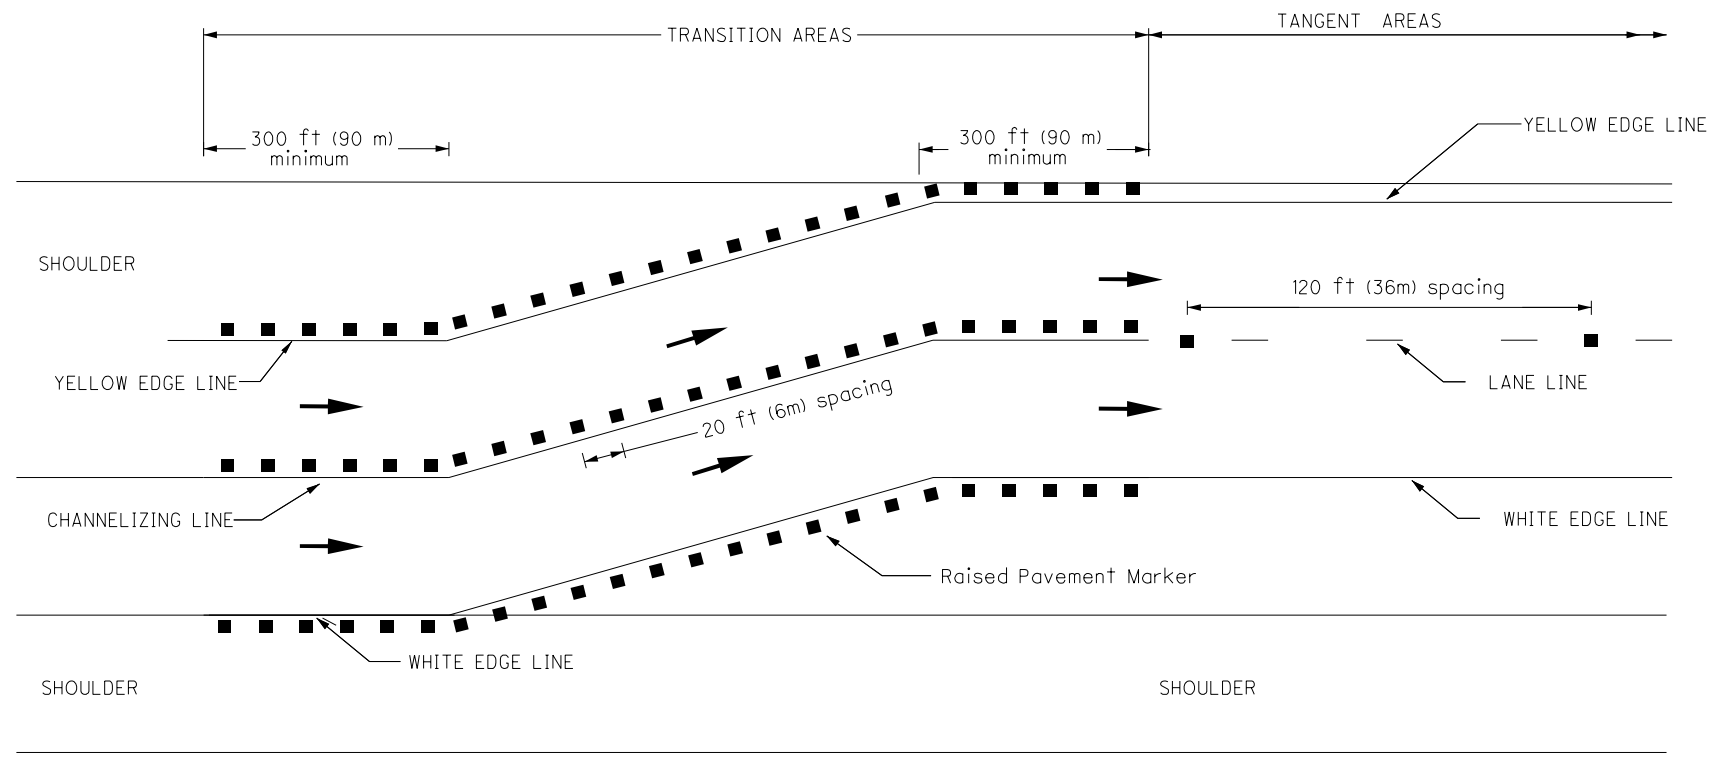 TANGENT AREAS
TRANSITION AREAS
YELLOW EDGE LINE
300 ft (90 m)
minimum
300 ft (90 m)
minimum
SHOULDER
120 ft (36m) spacing
YELLOW EDGE LINE
LANE LINE
20 ft (6m) spacing
CHANNELIZING LINE
WHITE EDGE LINE
Raised Pavement Marker
WHITE EDGE LINE
SHOULDER
SHOULDER